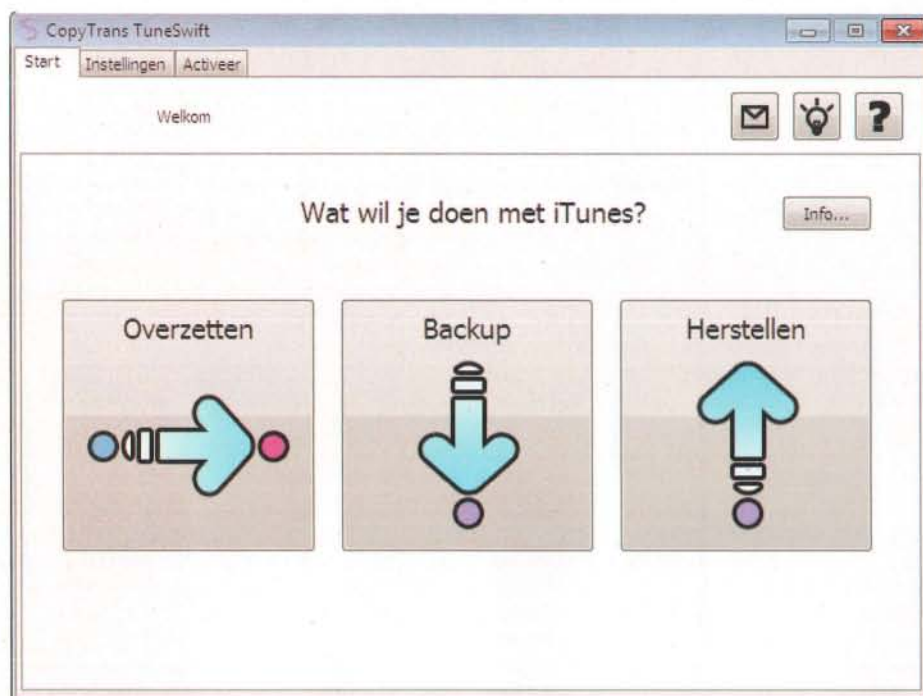 CopyTrans TuneSwift
Start Instellingen Activeer
Welkom
?
Wat wil je doen met iTunes?
Info...
Overzetten
Backup
Herstellen